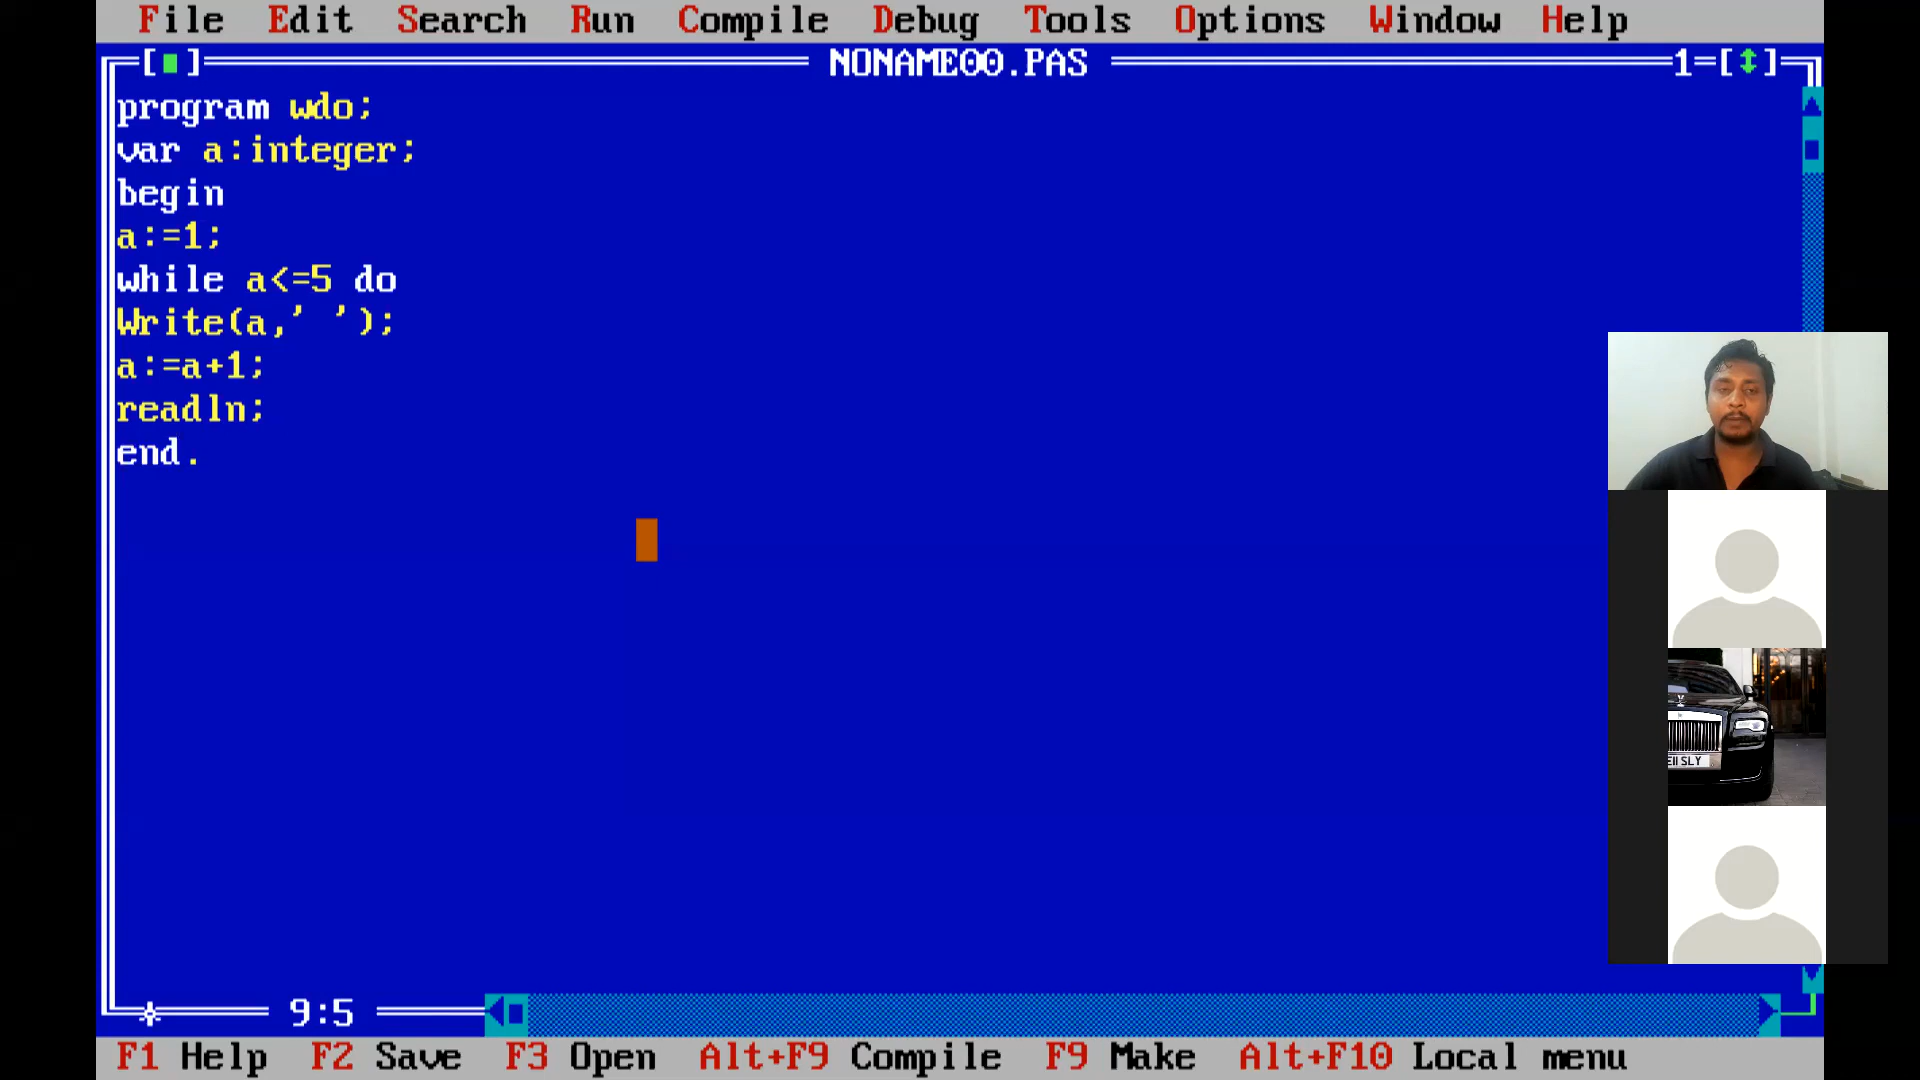 File Edit Search Run Compile Debug Tools Options Window Help
NONAME00.PAS 1
program wdo;
var a:integer;
begin
a:=1;
while a<=5 do
Write(a,' ');
a:=a+1;
readln;
end.
E11 SLY
9:5
F1 Help F2 Save F3 Open Alt+F9 Compile F9 Make Alt+F10 Local menu